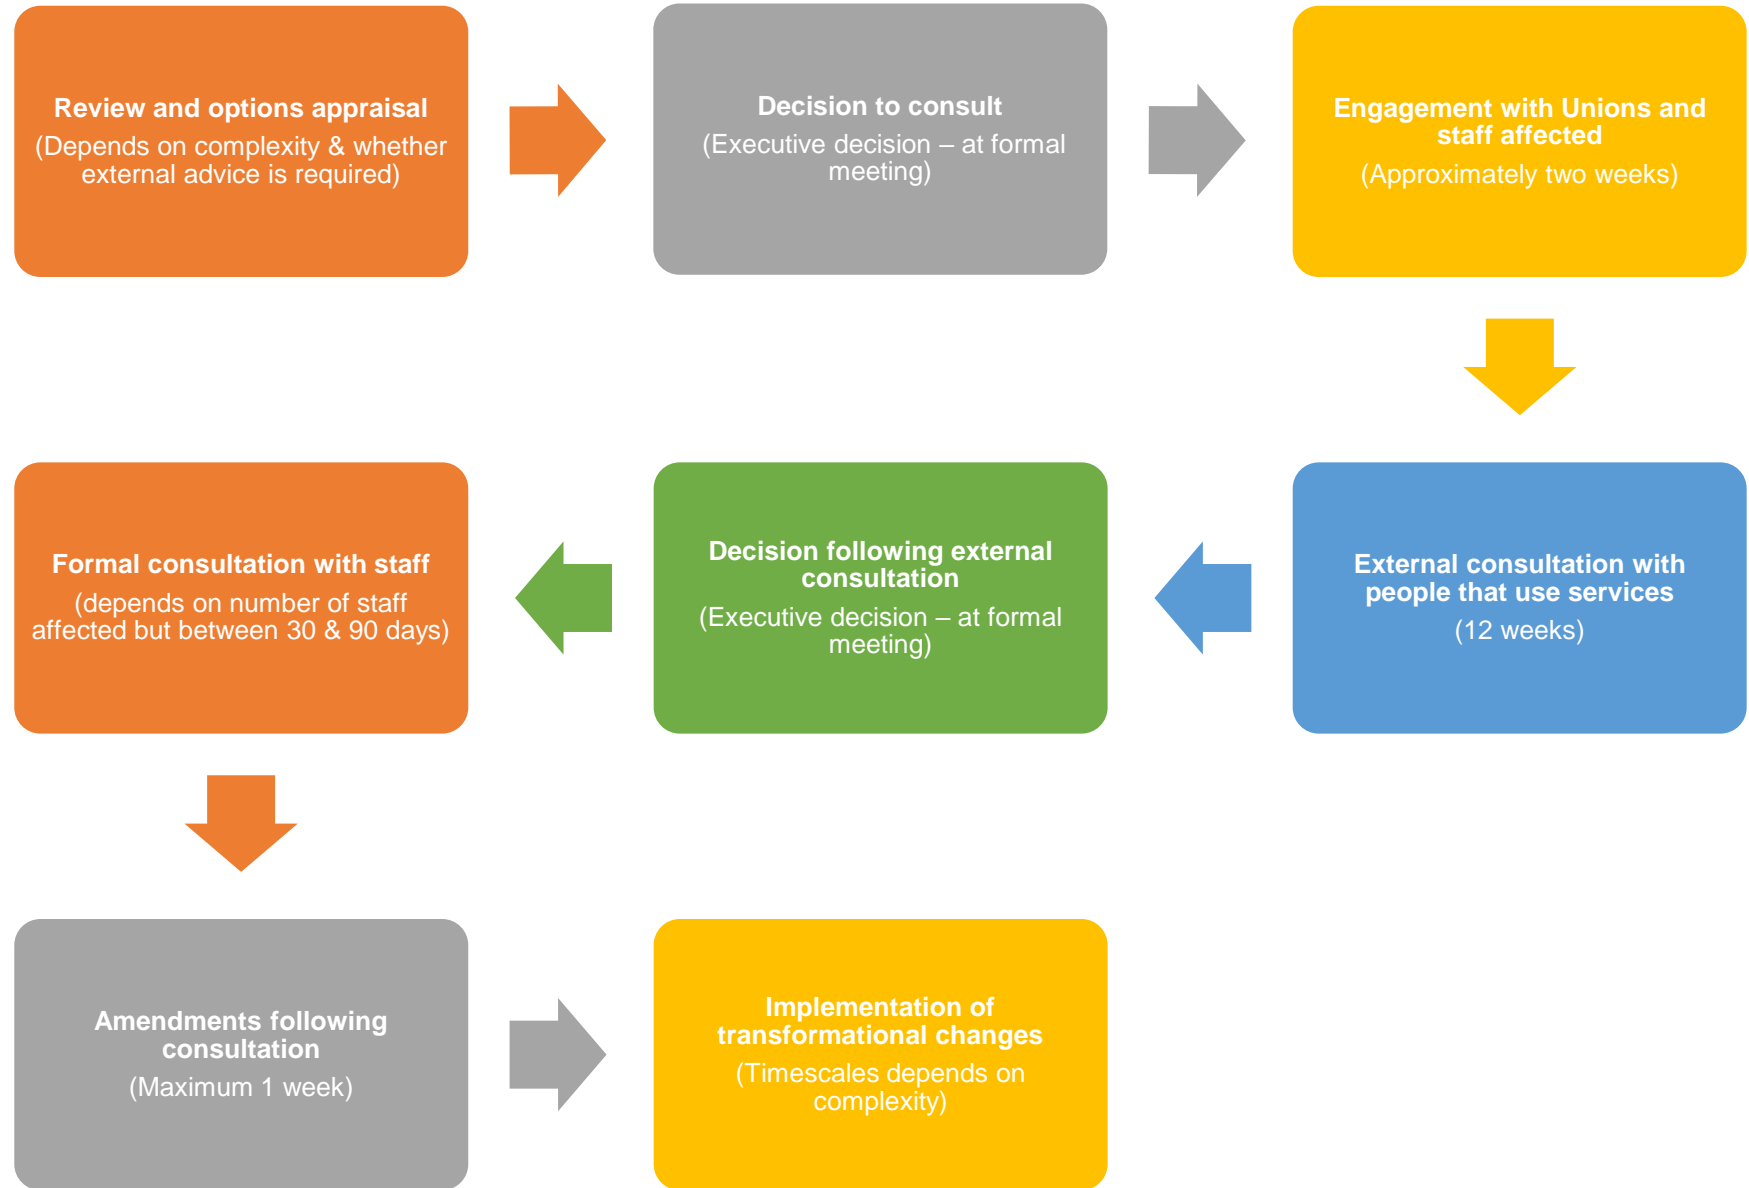 Review and options appraisal
(Depends on complexity & whether
external advice is required)
Decision to consult
(Executive decision – at formal
meeting)
Engagement with Unions and
staff affected
(Approximately two weeks)
External consultation with
people that use services
(12 weeks)
Decision following external
consultation
(Executive decision – at formal
meeting)
Formal consultation with staff
(depends on number of staff
affected but between 30 & 90 days)
Amendments following
consultation
(Maximum 1 week)
Implementation of
transformational changes
(Timescales depends on
complexity)